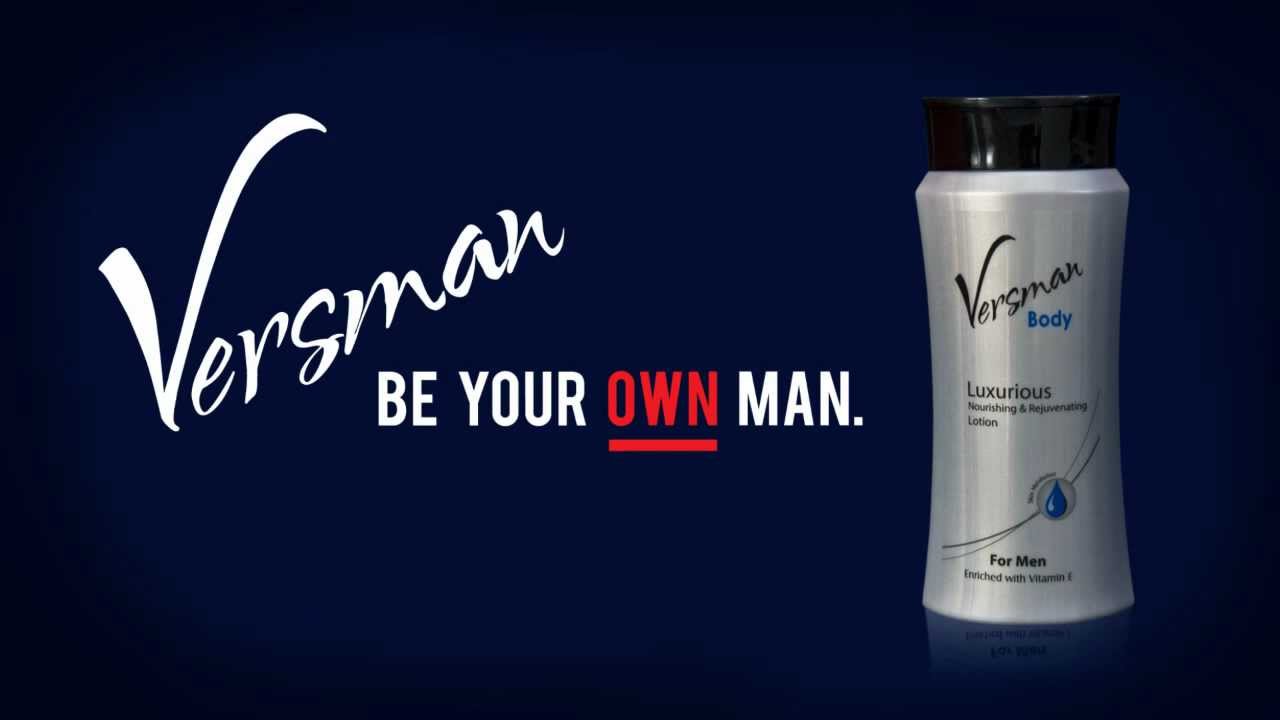 Versman
BE YOUR OWN MAN.
Versman
Body
Luxurious
Nourishing & Rejuvenating
Lotion
For Men
Enriched with Vitamin E